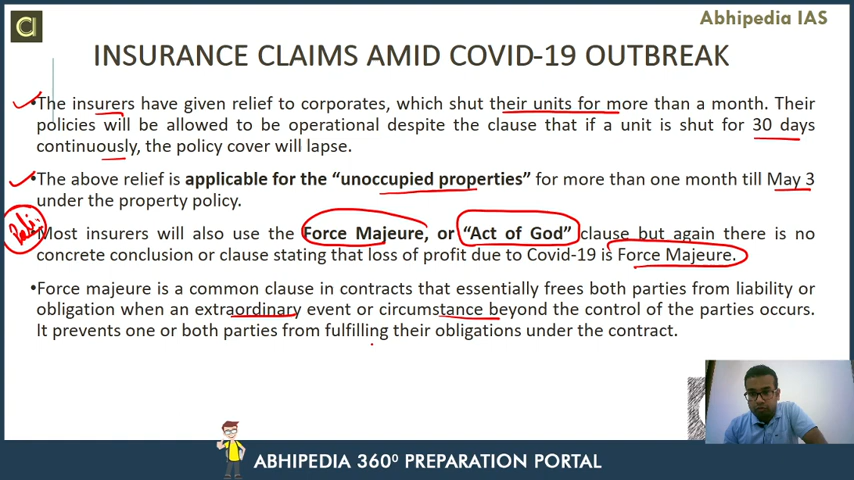 Abhipedia IAS
INSURANCE CLAIMS AMID COVID-19 OUTBREAK
•The insurers have given relief to corporates, which shut their units for more than a month. Their
policies will be allowed to be operational despite the clause that if a unit is shut for 30 days
continuously, the policy cover will lapse.
•The above relief is applicable for the “unoccupied properties” for more than one month till May 3
under the property policy.
Most insurers will also use the Force Majeure, or “Act of God” clause but again there is no
concrete conclusion or clause stating that loss of profit due to Covid-19 is Force Majeure.
•Force majeure is a common clause in contracts that essentially frees both parties from liability or
obligation when an extraordinary event or circumstance beyond the control of the parties occurs.
It prevents one or both parties from fulfilling their obligations under the contract.
ABHIPEDIA 360⁰ PREPARATION PORTAL